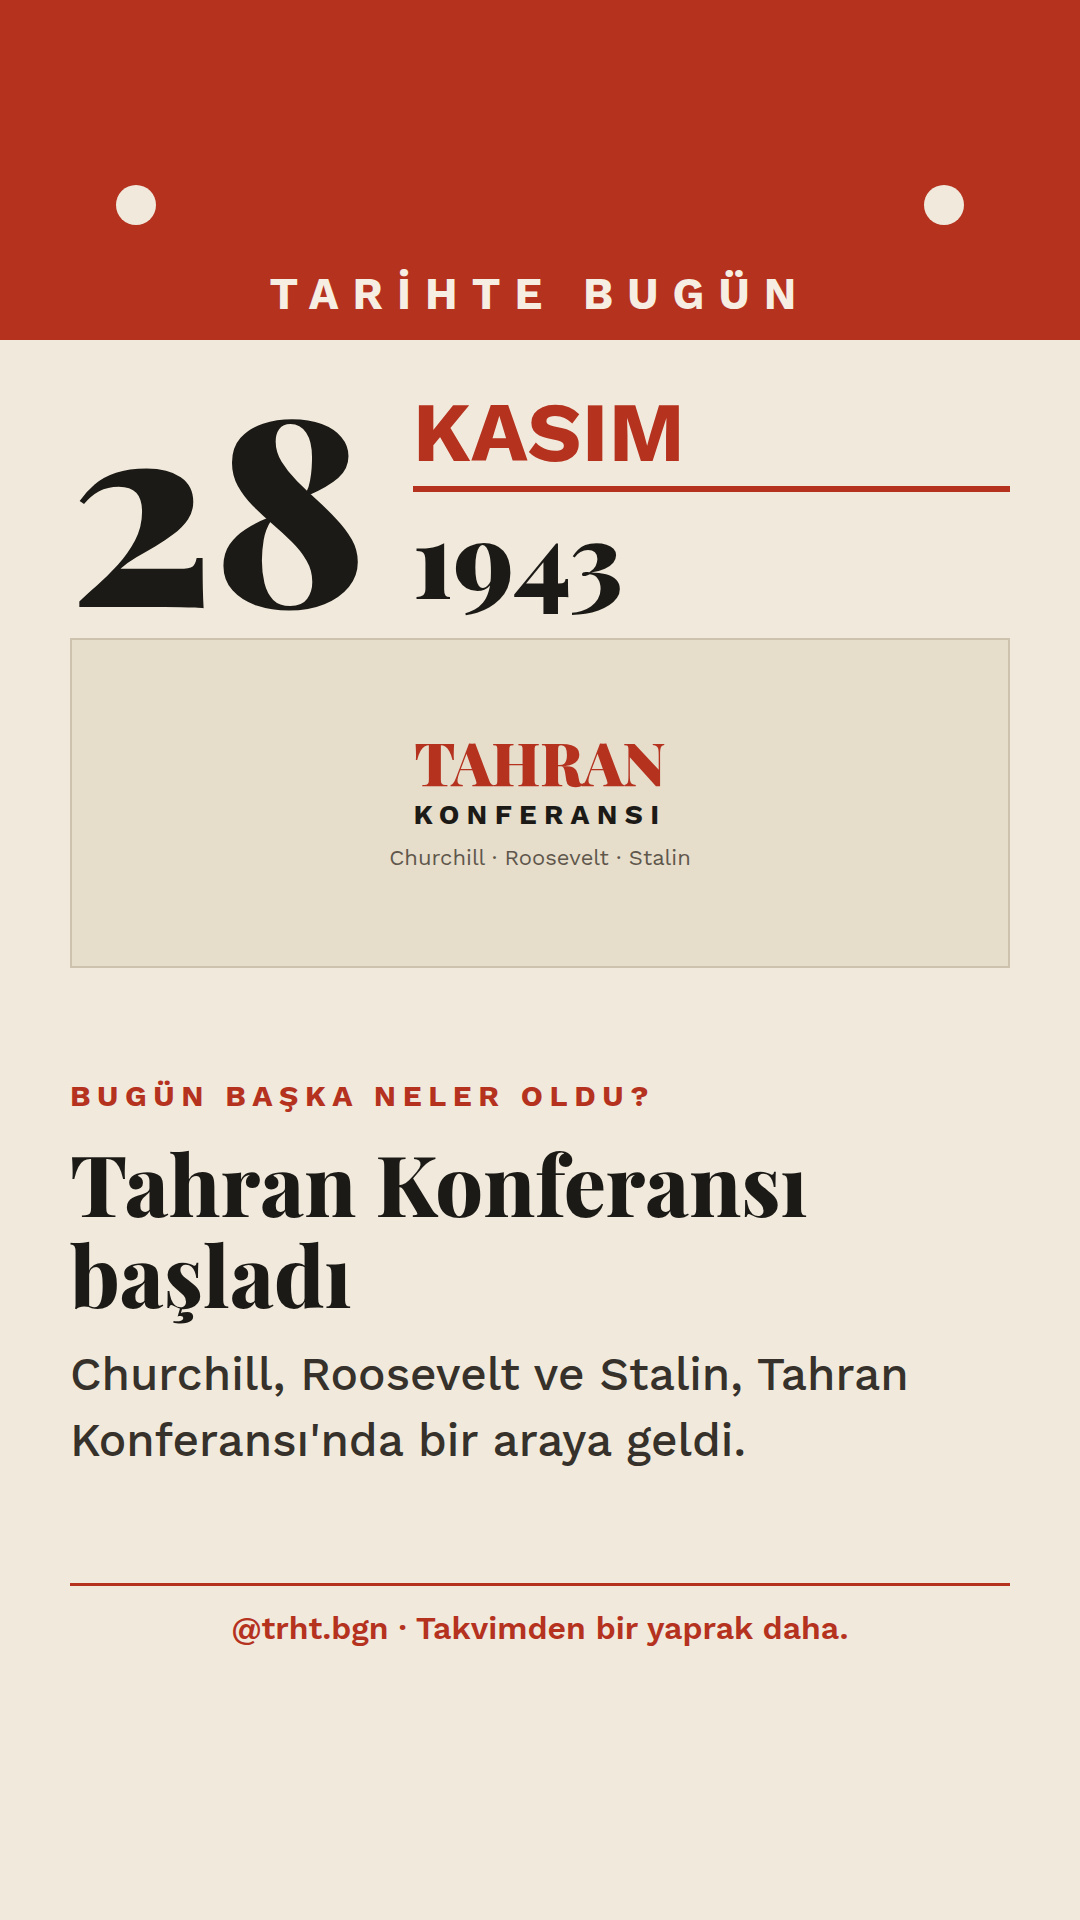 TARİHTE BUGÜN
28
KASIM
1943
TAHRAN
KONFERANSI
Churchill · Roosevelt · Stalin
BUGÜN BAŞKA NELER OLDU?
Tahran Konferansı
başladı
Churchill, Roosevelt ve Stalin, Tahran
Konferansı'nda bir araya geldi.
@trht.bgn · Takvimden bir yaprak daha.